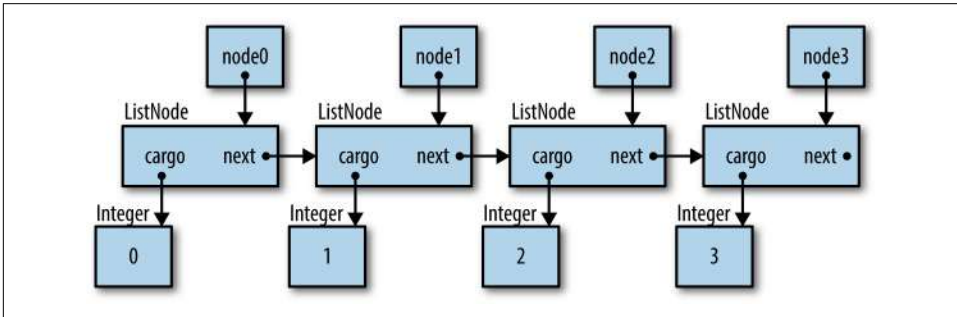 node0 node1 node2 node3
ListNode ListNode ListNode ListNode
cargo next cargo next cargo next cargo next
Integer Integer Integer Integer
0 1 2 3